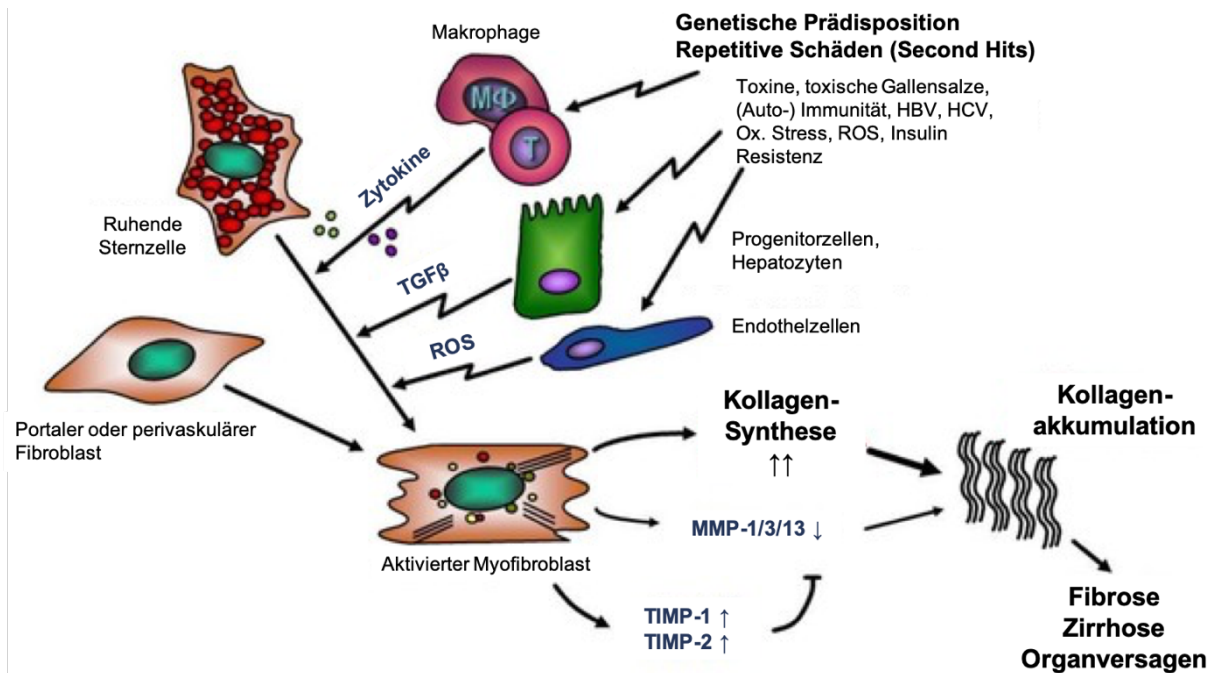 Makrophage
Genetische Prädisposition
Repetitive Schäden (Second Hits)
Toxine, toxische Gallensalze,
(Auto-) Immunität, HBV, HCV,
Ox. Stress, ROS, Insulin
Resistenz
MΦ
T
Zytokine
Ruhende
Sternzelle
Progenitorzellen,
Hepatozyten
TGFβ
Endothelzellen
ROS
Portaler oder perivaskulärer
Fibroblast
Kollagen-
Synthese
↑↑
Kollagen-
akkumulation
MMP-1/3/13 ↓
Aktivierter Myofibroblast
TIMP-1 ↑
TIMP-2 ↑
Fibrose
Zirrhose
Organversagen